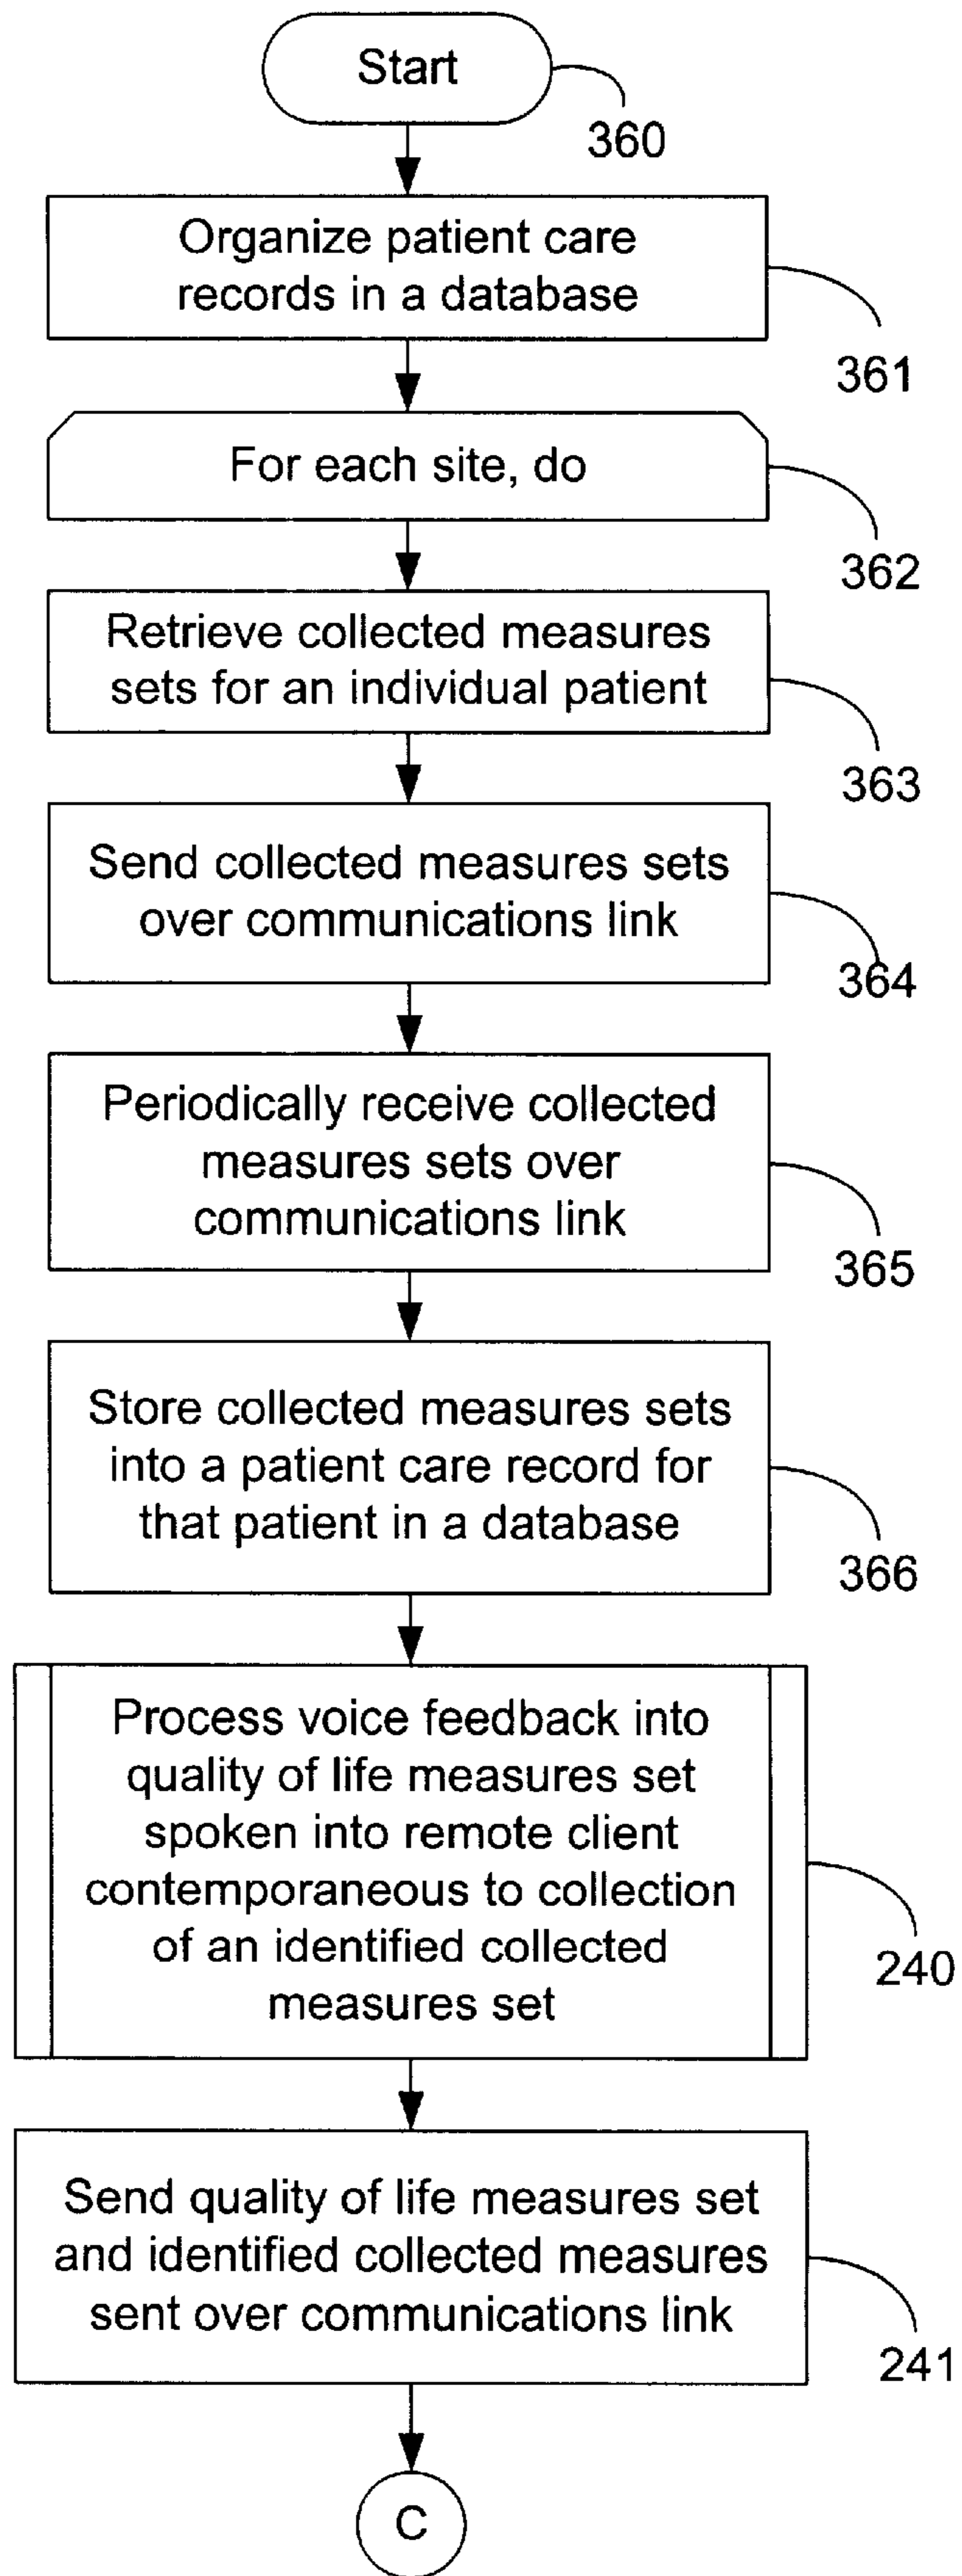 Start
360
Organize patient care
records in a database
361
For each site, do
362
Retrieve collected measures
sets for an individual patient
363
Send collected measures sets
over communications link
364
Periodically receive collected
measures sets over
communications link
365
Store collected measures sets
into a patient care record for
that patient in a database
366
Process voice feedback into
quality of life measures set
spoken into remote client
contemporaneous to collection
of an identified collected
measures set
240
Send quality of life measures set
and identified collected measures
sent over communications link
241
C